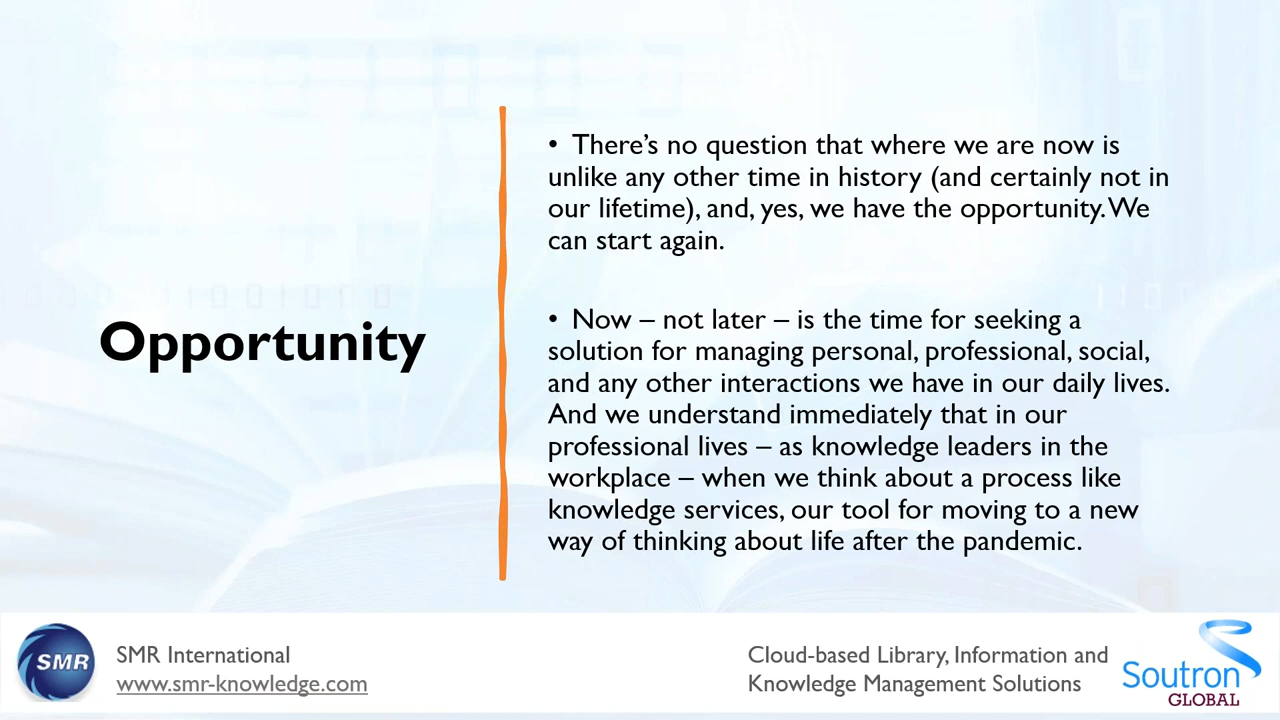 Opportunity
• There's no question that where we are now is
unlike any other time in history (and certainly not in
our lifetime), and, yes, we have the opportunity. We
can start again.
• Now – not later – is the time for seeking a
solution for managing personal, professional, social,
and any other interactions we have in our daily lives.
And we understand immediately that in our
professional lives – as knowledge leaders in the
workplace – when we think about a process like
knowledge services, our tool for moving to a new
way of thinking about life after the pandemic.
SMR
SMR International
www.smr-knowledge.com
Cloud-based Library, Information and
Knowledge Management Solutions
Soutron
GLOBAL